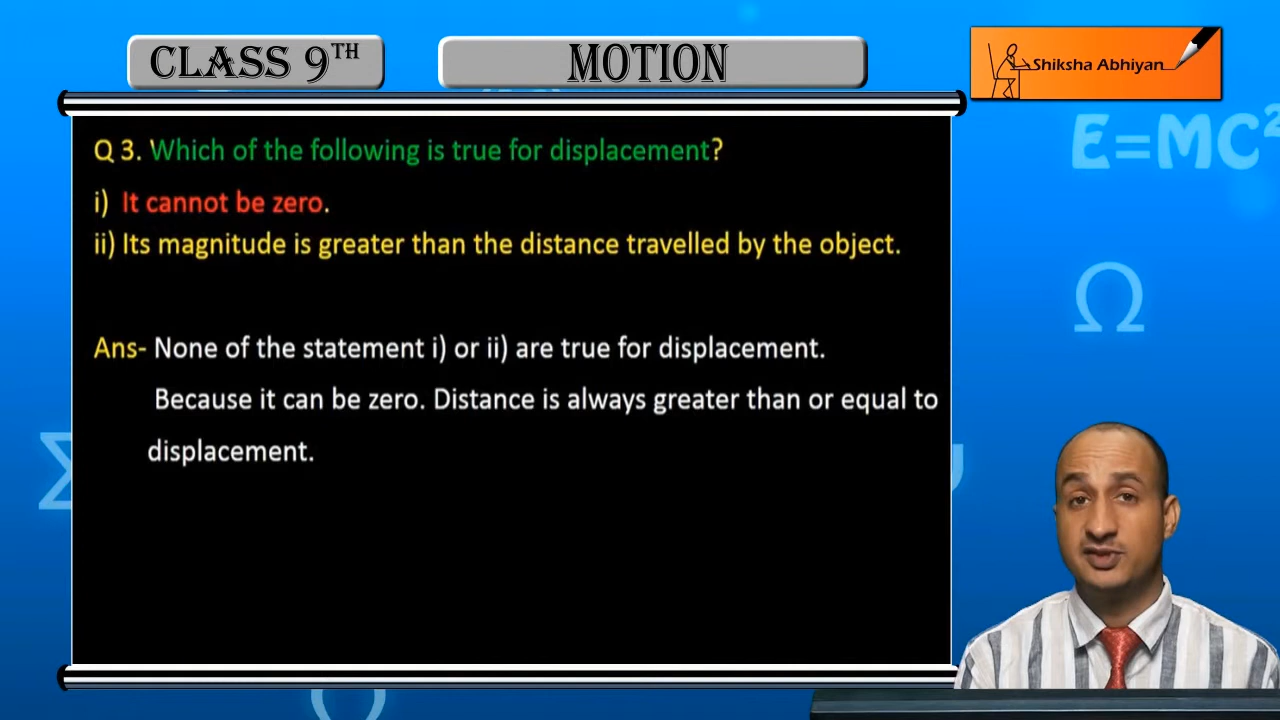 CLASS 9TH
MOTION
Shiksha Abhiyan
E=MC²
Q 3. Which of the following is true for displacement?
i) It cannot be zero.
ii) Its magnitude is greater than the distance travelled by the object.
Ω
Ans- None of the statement i) or ii) are true for displacement.
Because it can be zero. Distance is always greater than or equal to
displacement.
Σ